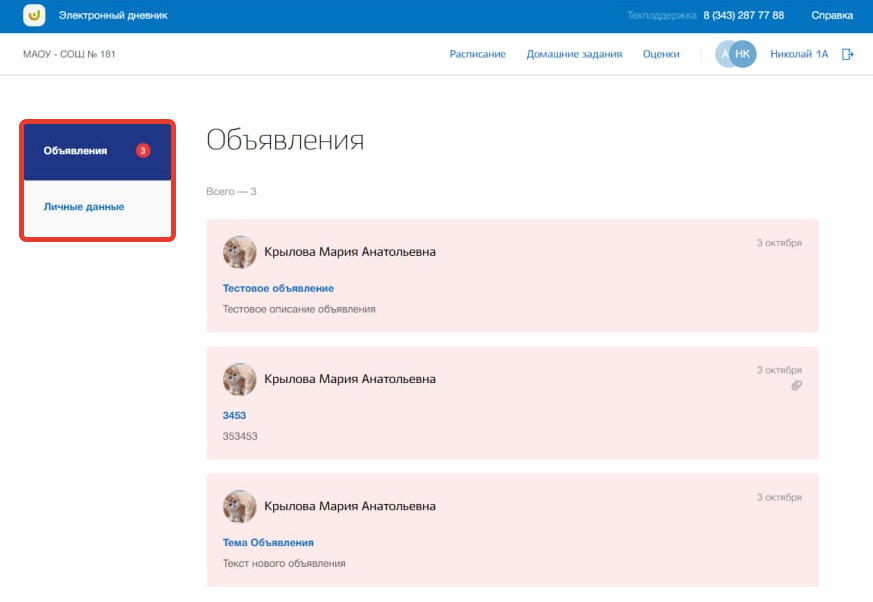 Электронный дневник
Техподдержка 8 (343) 287 77 88 Справка
МАОУ - СОШ № 181
Расписание Домашние задания Оценки А НК Николай 1А
Объявления 3
Личные данные
Объявления
Всего — 3
Крылова Мария Анатольевна 3 октября
Тестовое объявление
Тестовое описание объявления
Крылова Мария Анатольевна 3 октября
3453
353453
Крылова Мария Анатольевна 3 октября
Тема Объявления
Текст нового объявления